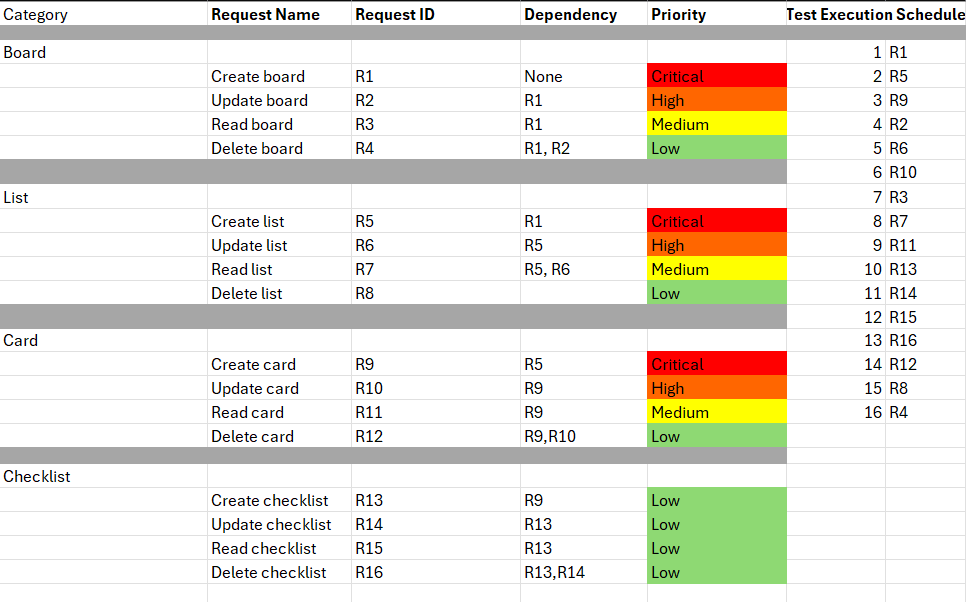 Category Request Name Request ID Dependency Priority Test Execution Schedule
Board 1 R1
Create board R1 None Critical 2 R5
Update board R2 R1 High 3 R9
Read board R3 R1 Medium 4 R2
Delete board R4 R1, R2 Low 5 R6
6 R10
List 7 R3
Create list R5 R1 Critical 8 R7
Update list R6 R5 High 9 R11
Read list R7 R5, R6 Medium 10 R13
Delete list R8 Low 11 R14
12 R15
Card 13 R16
Create card R9 R5 Critical 14 R12
Update card R10 R9 High 15 R8
Read card R11 R9 Medium 16 R4
Delete card R12 R9,R10 Low
Checklist
Create checklist R13 R9 Low
Update checklist R14 R13 Low
Read checklist R15 R13 Low
Delete checklist R16 R13,R14 Low